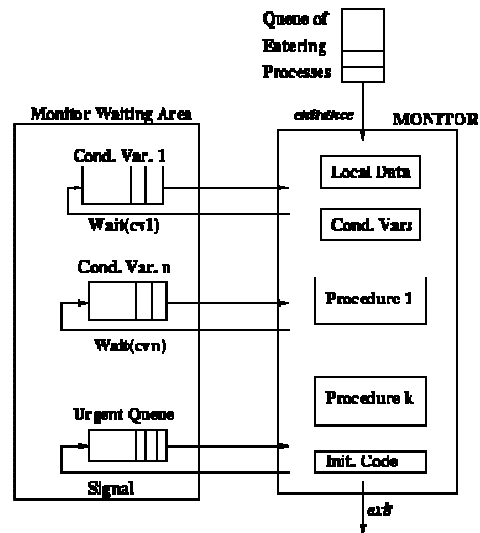 Queue of
Entering
Processes
entrance
MONITOR
Monitor Waiting Area
Cond. Var. 1
Wait(cv1)
Cond. Var. n
Wait(cvn)
Urgent Queue
Signal
Local Data
Cond. Vars
Procedure 1
Procedure k
Init. Code
exit